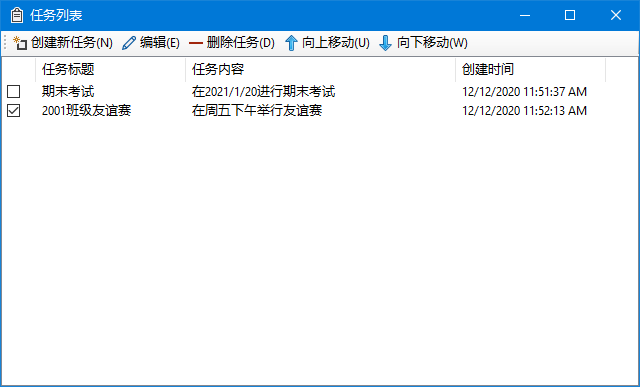 任务列表
创建新任务(N) 编辑(E) 删除任务(D) 向上移动(U) 向下移动(W)
任务标题 任务内容 创建时间
期末考试 在2021/1/20进行期末考试 12/12/2020 11:51:37 AM
2001班级友谊赛 在周五下午举行友谊赛 12/12/2020 11:52:13 AM